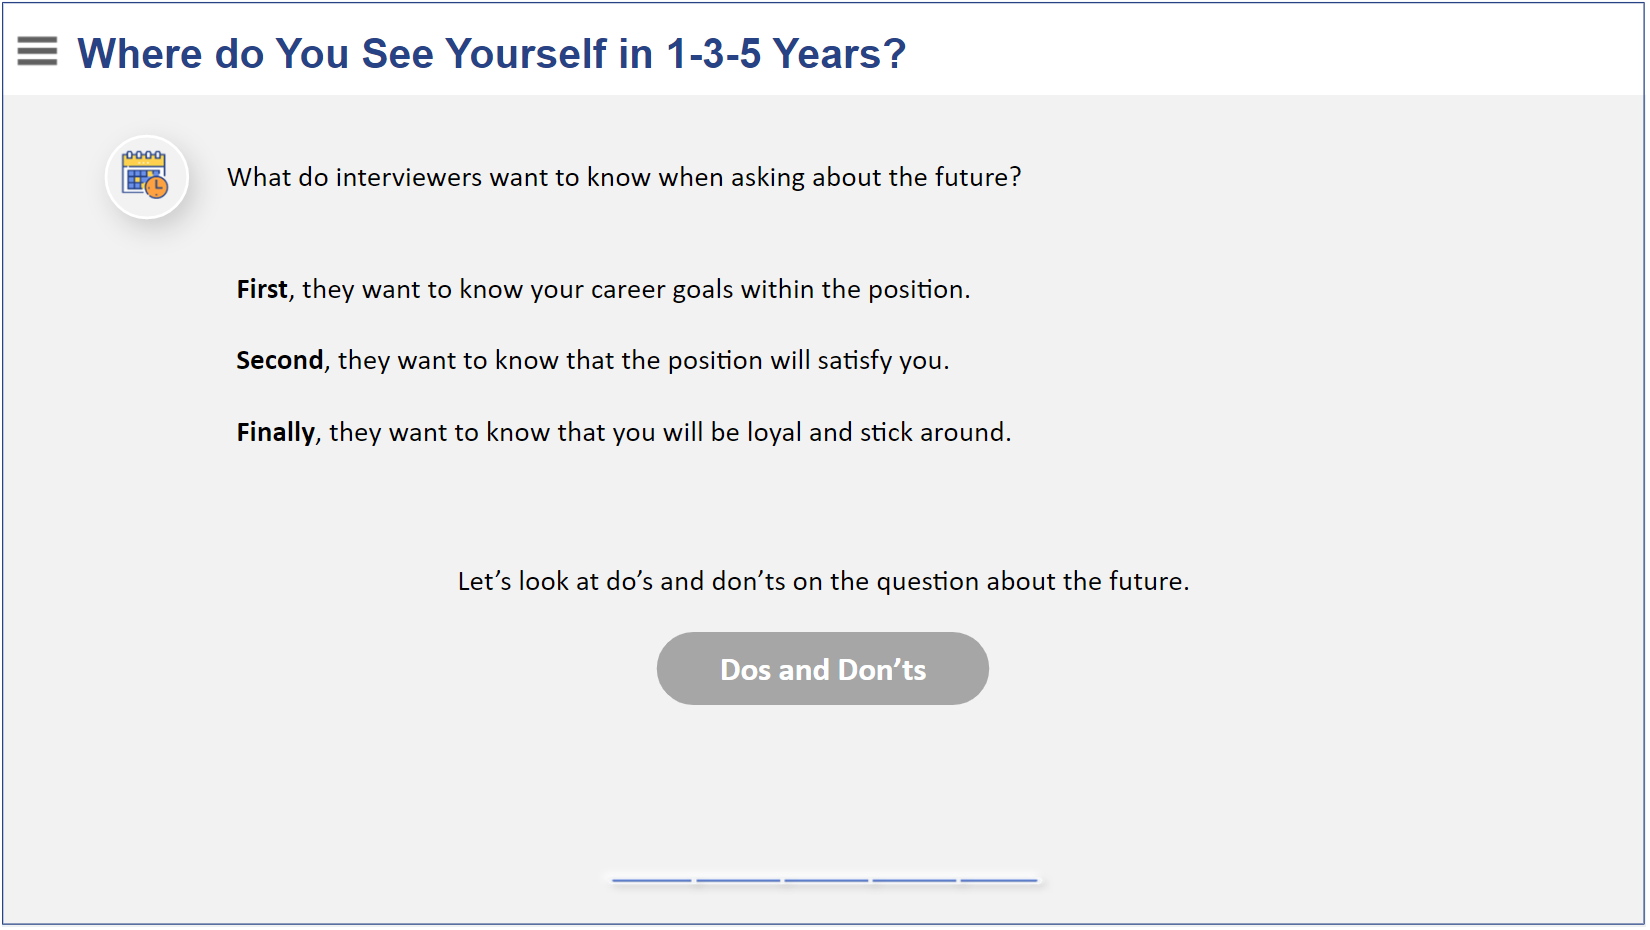 Where do You See Yourself in 1-3-5 Years?
What do interviewers want to know when asking about the future?
First, they want to know your career goals within the position.
Second, they want to know that the position will satisfy you.
Finally, they want to know that you will be loyal and stick around.
Let’s look at do’s and don’ts on the question about the future.
Dos and Don’ts